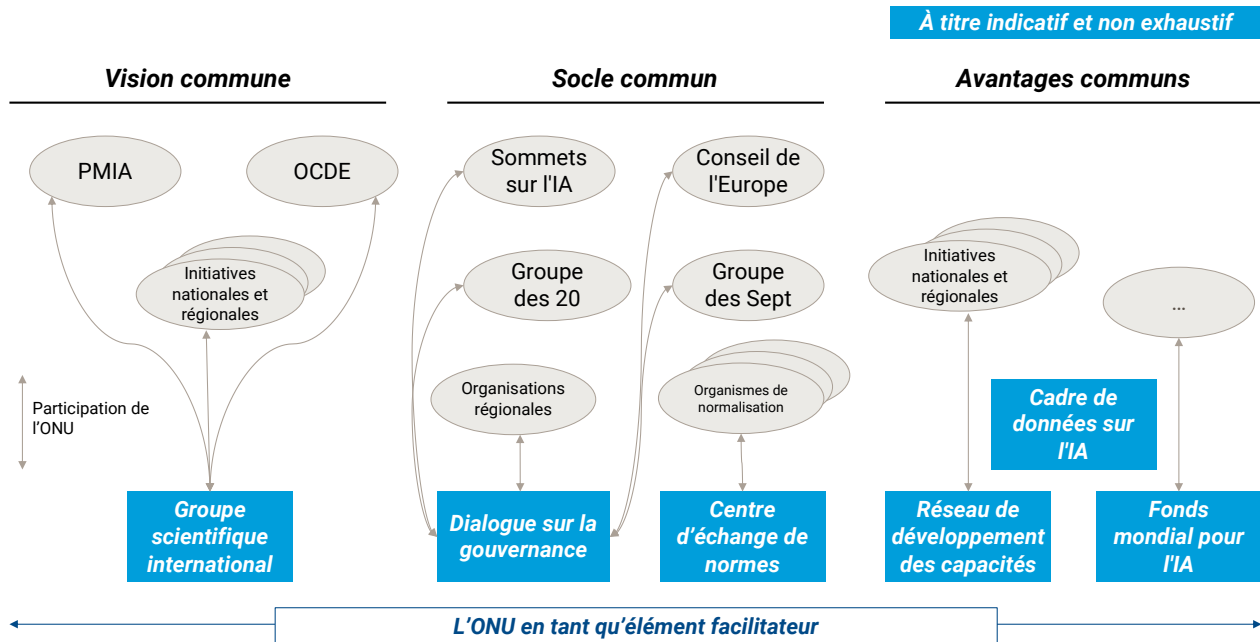 À titre indicatif et non exhaustif
Vision commune
Socle commun
Avantages communs
PMIA
OCDE
Initiatives
nationales et
régionales
Participation de
l'ONU
Groupe
scientifique
international
Sommets
sur l'IA
Conseil de
l'Europe
Groupe
des 20
Groupe
des Sept
Organisations
régionales
Organismes de
normalisation
Dialogue sur la
gouvernance
Centre
d'échange de
normes
Initiatives
nationales et
régionales
...
Cadre de
données sur
l'IA
Réseau de
développement
des capacités
Fonds
mondial pour
l'IA
L'ONU en tant qu'élément facilitateur